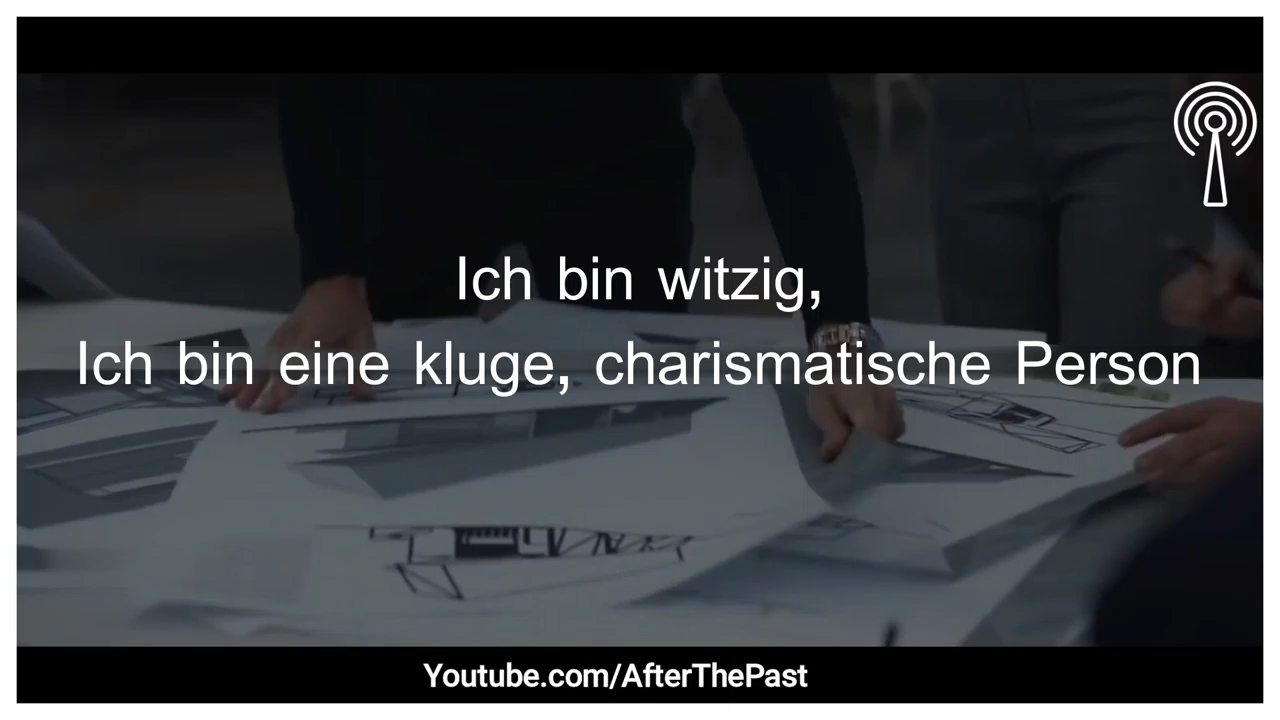 Ich bin witzig,
Ich bin eine kluge, charismatische Person
Youtube.com/AfterThePast